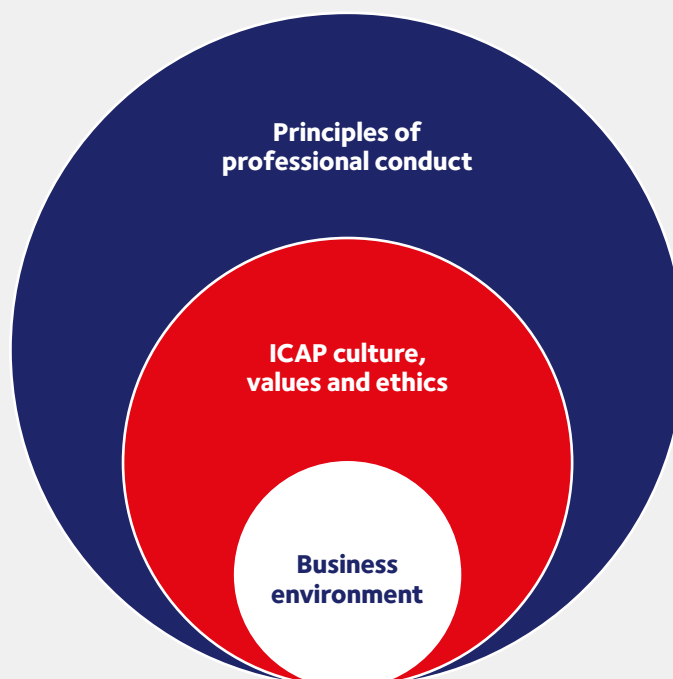 Principles of
professional conduct
ICAP culture,
values and ethics
Business
environment